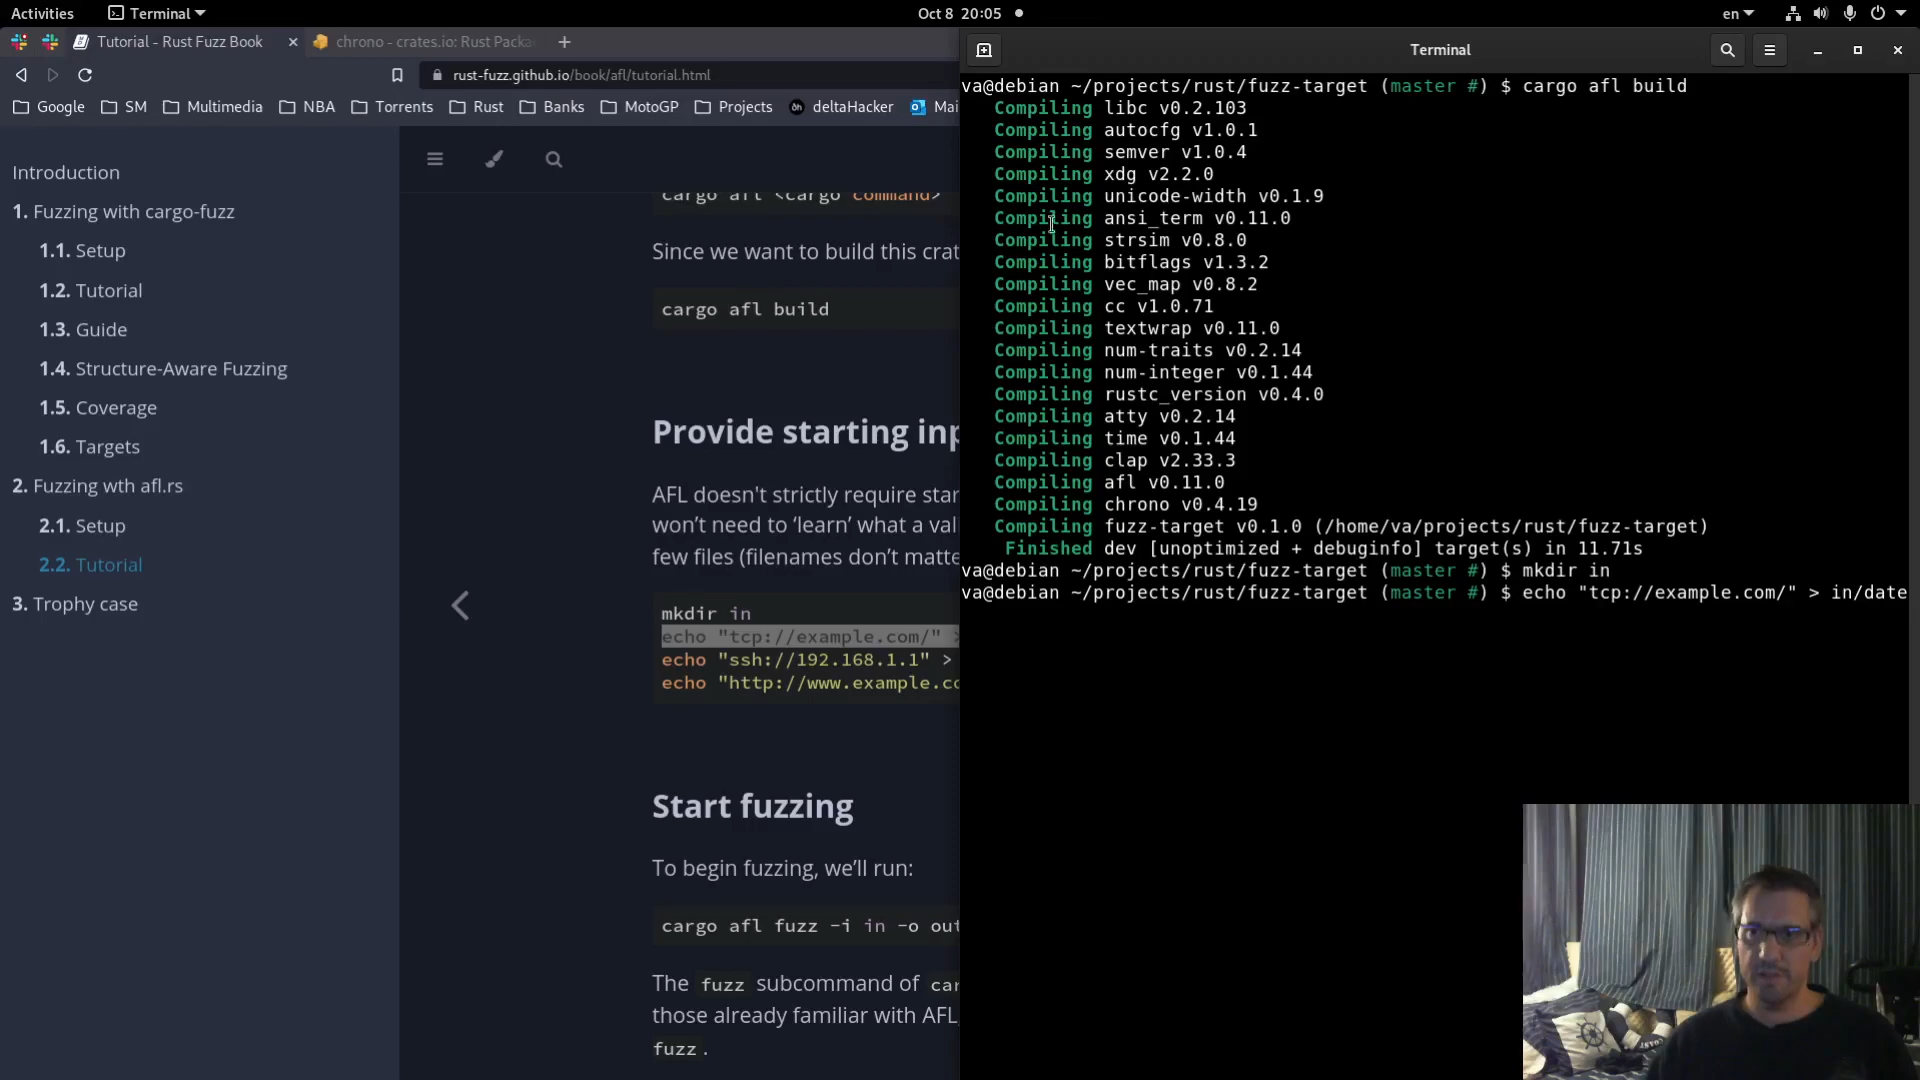 Activities Terminal Oct 8 20:05 en
Tutorial - Rust Fuzz Book chrono - crates.io: Rust Packa
rust-fuzz.github.io/book/afl/tutorial.html
Google SM Multimedia NBA Torrents Rust Banks MotoGP Projects deltaHacker Mai
Introduction
1. Fuzzing with cargo-fuzz
1.1. Setup
1.2. Tutorial
1.3. Guide
1.4. Structure-Aware Fuzzing
1.5. Coverage
1.6. Targets
2. Fuzzing wth afl.rs
2.1. Setup
2.2. Tutorial
3. Trophy case
cargo afl <cargo command>
Since we want to build this crat
cargo afl build
Provide starting inp
AFL doesn't strictly require star
won't need to 'learn' what a val
few files (filenames don't matte
mkdir in
echo "tcp://example.com/" >
echo "ssh://192.168.1.1" >
echo "http://www.example.co
Start fuzzing
To begin fuzzing, we'll run:
cargo afl fuzz -i in -o out
The fuzz subcommand of car
those already familiar with AFL,
fuzz .
Terminal
va@debian ~/projects/rust/fuzz-target (master #) $ cargo afl build
Compiling libc v0.2.103
Compiling autocfg v1.0.1
Compiling semver v1.0.4
Compiling xdg v2.2.0
Compiling unicode-width v0.1.9
Compiling ansi_term v0.11.0
Compiling strsim v0.8.0
Compiling bitflags v1.3.2
Compiling vec_map v0.8.2
Compiling cc v1.0.71
Compiling textwrap v0.11.0
Compiling num-traits v0.2.14
Compiling num-integer v0.1.44
Compiling rustc_version v0.4.0
Compiling atty v0.2.14
Compiling time v0.1.44
Compiling clap v2.33.3
Compiling afl v0.11.0
Compiling chrono v0.4.19
Compiling fuzz-target v0.1.0 (/home/va/projects/rust/fuzz-target)
Finished dev [unoptimized + debuginfo] target(s) in 11.71s
va@debian ~/projects/rust/fuzz-target (master #) $ mkdir in
va@debian ~/projects/rust/fuzz-target (master #) $ echo "tcp://example.com/" > in/date